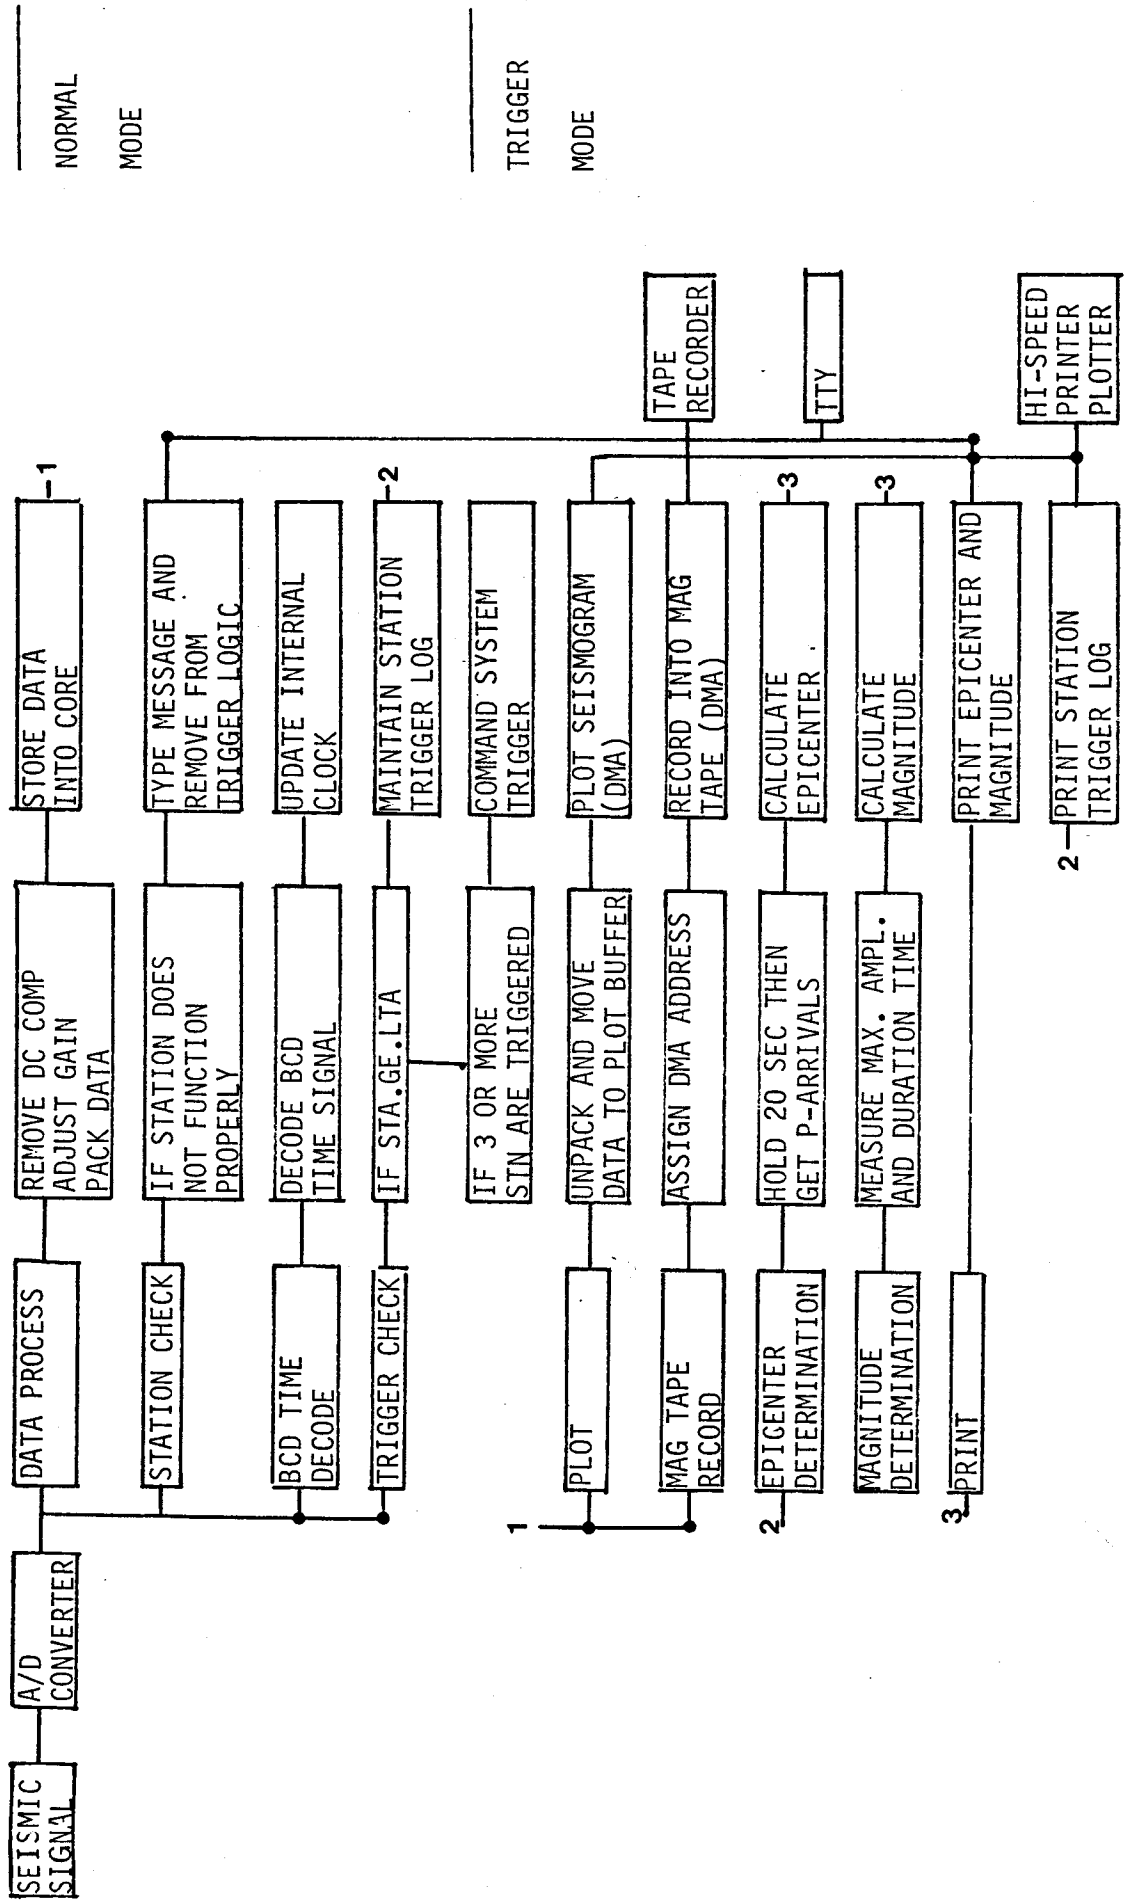 SEISMIC
SIGNAL
A/D
CONVERTER
DATA PROCESS
REMOVE DC COMP
ADJUST GAIN
PACK DATA
STORE DATA
INTO CORE
1
NORMAL
MODE
STATION CHECK
IF STATION DOES
NOT FUNCTION
PROPERLY
TYPE MESSAGE AND
REMOVE FROM
TRIGGER LOGIC
BCD TIME
DECODE
DECODE BCD
TIME SIGNAL
UPDATE INTERNAL
CLOCK
TRIGGER CHECK
IF STA.GE.LTA
MAINTAIN STATION
TRIGGER LOG
2
IF 3 OR MORE
STN ARE TRIGGERED
COMMAND SYSTEM
TRIGGER
TRIGGER
MODE
1
PLOT
UNPACK AND MOVE
DATA TO PLOT BUFFER
PLOT SEISMOGRAM
(DMA)
MAG TAPE
RECORD
ASSIGN DMA ADDRESS
RECORD INTO MAG
TAPE (DMA)
TAPE
RECORDER
2
EPICENTER
DETERMINATION
HOLD 20 SEC THEN
GET P-ARRIVALS
CALCULATE
EPICENTER
3
TTY
MAGNITUDE
DETERMINATION
MEASURE MAX. AMPL.
AND DURATION TIME
CALCULATE
MAGNITUDE
3
3
PRINT
PRINT EPICENTER AND
MAGNITUDE
2
PRINT STATION
TRIGGER LOG
HI-SPEED
PRINTER
PLOTTER